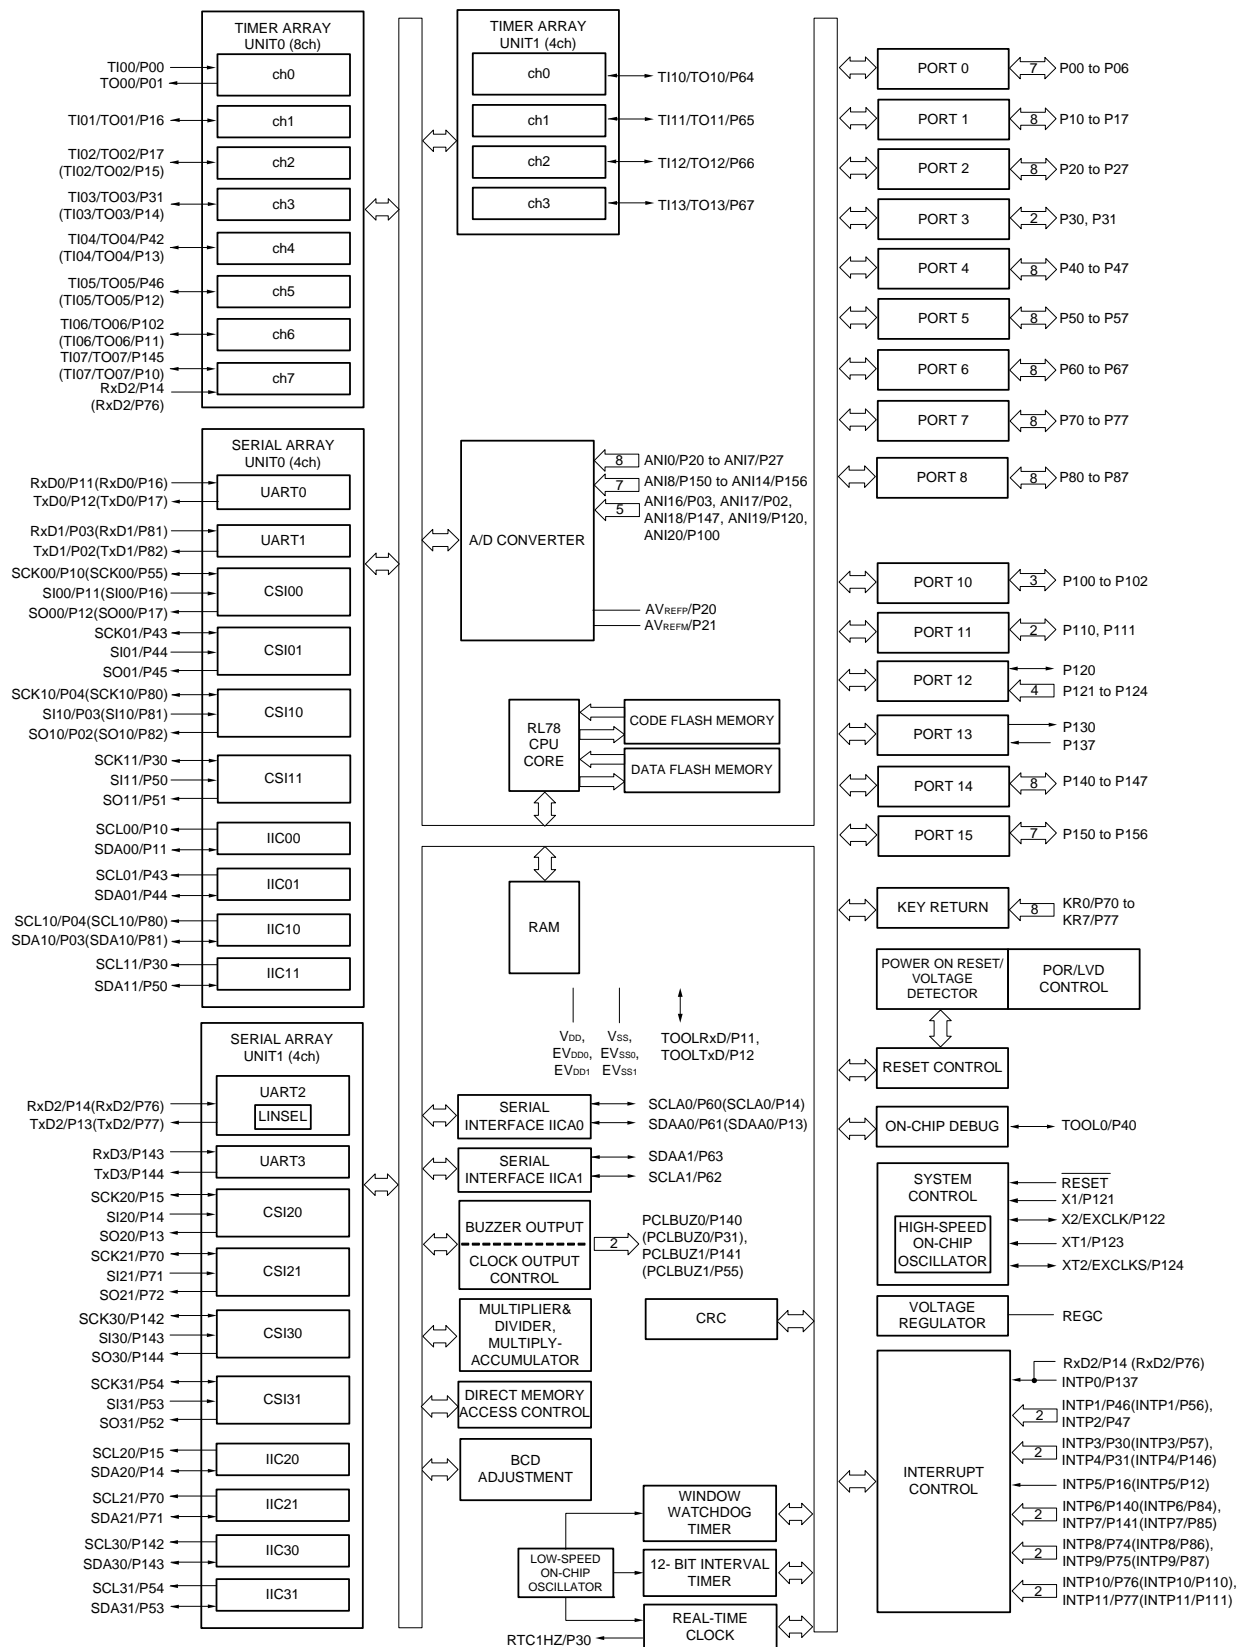 TIMER ARRAY
UNIT0 (8ch)
TI00/P00
TO00/P01
ch0
TI01/TO01/P16
ch1
TI02/TO02/P17
(TI02/TO02/P15)
ch2
TI03/TO03/P31
(TI03/TO03/P14)
ch3
TI04/TO04/P42
(TI04/TO04/P13)
ch4
TI05/TO05/P46
(TI05/TO05/P12)
ch5
TI06/TO06/P102
(TI06/TO06/P11)
ch6
TI07/TO07/P145
(TI07/TO07/P10)
RxD2/P14
(RxD2/P76)
ch7
SERIAL ARRAY
UNIT0 (4ch)
RxD0/P11(RxD0/P16)
TxD0/P12(TxD0/P17)
UART0
RxD1/P03(RxD1/P81)
TxD1/P02(TxD1/P82)
UART1
SCK00/P10(SCK00/P55)
SI00/P11(SI00/P16)
SO00/P12(SO00/P17)
CSI00
SCK01/P43
SI01/P44
SO01/P45
CSI01
SCK10/P04(SCK10/P80)
SI10/P03(SI10/P81)
SO10/P02(SO10/P82)
CSI10
SCK11/P30
SI11/P50
SO11/P51
CSI11
SCL00/P10
SDA00/P11
IIC00
SCL01/P43
SDA01/P44
IIC01
SCL10/P04(SCL10/P80)
SDA10/P03(SDA10/P81)
IIC10
SCL11/P30
SDA11/P50
IIC11
SERIAL ARRAY
UNIT1 (4ch)
RxD2/P14(RxD2/P76)
TxD2/P13(TxD2/P77)
UART2
LINSEL
RxD3/P143
TxD3/P144
UART3
SCK20/P15
SI20/P14
SO20/P13
CSI20
SCK21/P70
SI21/P71
SO21/P72
CSI21
SCK30/P142
SI30/P143
SO30/P144
CSI30
SCK31/P54
SI31/P53
SO31/P52
CSI31
SCL20/P15
SDA20/P14
IIC20
SCL21/P70
SDA21/P71
IIC21
SCL30/P142
SDA30/P143
IIC30
SCL31/P54
SDA31/P53
IIC31
TIMER ARRAY
UNIT1 (4ch)
ch0
TI10/TO10/P64
ch1
TI11/TO11/P65
ch2
TI12/TO12/P66
ch3
TI13/TO13/P67
A/D CONVERTER
8
ANI0/P20 to ANI7/P27
7
ANI8/P150 to ANI14/P156
5
ANI16/P03, ANI17/P02,
ANI18/P147, ANI19/P120,
ANI20/P100
AVREFP/P20
AVREFM/P21
RL78
CPU
CORE
CODE FLASH MEMORY
DATA FLASH MEMORY
RAM
VDD,
EVDD0,
EVDD1
VSS,
EVSS0,
EVSS1
TOOLRxD/P11,
TOOLTxD/P12
SERIAL
INTERFACE IICA0
SCLA0/P60(SCLA0/P14)
SDAA0/P61(SDAA0/P13)
SERIAL
INTERFACE IICA1
SDAA1/P63
SCLA1/P62
BUZZER OUTPUT
CLOCK OUTPUT
CONTROL
2
PCLBUZ0/P140
(PCLBUZ0/P31),
PCLBUZ1/P141
(PCLBUZ1/P55)
MULTIPLIER&
DIVIDER,
MULTIPLY-
ACCUMULATOR
CRC
DIRECT MEMORY
ACCESS CONTROL
BCD
ADJUSTMENT
WINDOW
WATCHDOG
TIMER
LOW-SPEED
ON-CHIP
OSCILLATOR
12- BIT INTERVAL
TIMER
REAL-TIME
CLOCK
RTC1HZ/P30
PORT 0
7
P00 to P06
PORT 1
8
P10 to P17
PORT 2
8
P20 to P27
PORT 3
2
P30, P31
PORT 4
8
P40 to P47
PORT 5
8
P50 to P57
PORT 6
8
P60 to P67
PORT 7
8
P70 to P77
PORT 8
8
P80 to P87
PORT 10
3
P100 to P102
PORT 11
2
P110, P111
PORT 12
P120
4
P121 to P124
PORT 13
P130
P137
PORT 14
8
P140 to P147
PORT 15
7
P150 to P156
KEY RETURN
8
KR0/P70 to
KR7/P77
POWER ON RESET/
VOLTAGE
DETECTOR
POR/LVD
CONTROL
RESET CONTROL
ON-CHIP DEBUG
TOOL0/P40
SYSTEM
CONTROL
HIGH-SPEED
ON-CHIP
OSCILLATOR
RESET
X1/P121
X2/EXCLK/P122
XT1/P123
XT2/EXCLKS/P124
VOLTAGE
REGULATOR
REGC
INTERRUPT
CONTROL
RxD2/P14 (RxD2/P76)
INTP0/P137
2
INTP1/P46(INTP1/P56),
INTP2/P47
2
INTP3/P30(INTP3/P57),
INTP4/P31(INTP4/P146)
INTP5/P16(INTP5/P12)
2
INTP6/P140(INTP6/P84),
INTP7/P141(INTP7/P85)
2
INTP8/P74(INTP8/P86),
INTP9/P75(INTP9/P87)
2
INTP10/P76(INTP10/P110),
INTP11/P77(INTP11/P111)